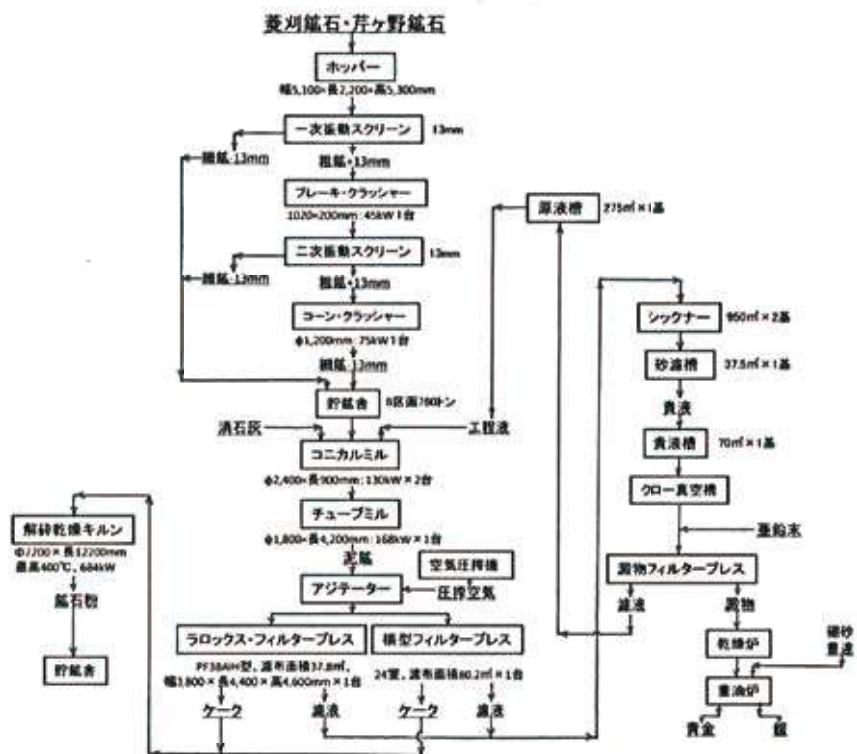 菱刈鉱石・芹ヶ野鉱石
ホッパー
幅5,100×長2,200×高5,300mm
一次振動スクリーン
13mm
細鉱-13mm
粗鉱+13mm
ブレーキ・クラッシャー
1020×200mm:45kW1台
二次振動スクリーン
13mm
細鉱-13mm
粗鉱+13mm
コーン・クラッシャー
φ1,200mm:75kW1台
細鉱-13mm
貯鉱舎
8区画760トン
消石灰
工程液
コニカルミル
φ2,400×長900mm:130kW×2台
チューブミル
φ1,800×長4,200mm:168kW×1台
泥鉱
空気圧搾機
アジテーター
圧搾空気
ラロックス・フィルタープレス
横型フィルタープレス
PF38AIH型、濾布面積37.8㎡、
幅3,800×長4,400×高4,600mm×1台
24室、濾布面積80.2㎡×1台
ケーク
濾液
ケーク
濾液
解砕乾燥キルン
Φ2200×長12200mm
最高400℃、684kW
鉱石粉
貯鉱舎
原液槽
275㎥×1基
シックナー
950㎥×2基
砂濾槽
37.5㎥×1基
貴液
貴液槽
70㎥×1基
クロー真空槽
亜鉛末
澱物フィルタープレス
濾液
澱物
乾燥炉
硼砂
重油炉
青金
鍰